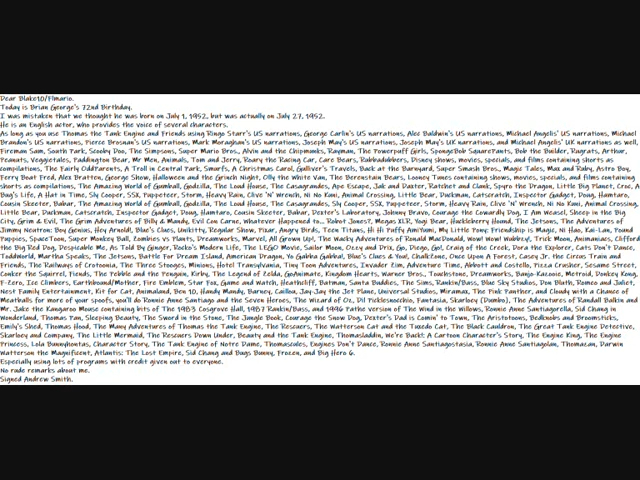 Dear Blake10/Flmario.
Today is Brian George's 72nd Birthday.
I was mistaken that we thought he was born on July 1, 1952, but was actually on July 27, 1952.
He is an English actor, who provides the voice of several characters.
As long as you use Thomas the Tank Engine and Friends using Ringo Starr's US narrations, George Carlin's US narrations, Alec Baldwin's US narrations, Michael Angelis' US narrations, Michael
Brandon's US narrations, Pierce Brosnan's US narrations, Mark Moraghan's US narrations, Joseph May's US narrations, Joseph May's UK narrations, and Michael Angelis' UK narrations as well,
Fireman Sam, South Park, Scooby Doo, The Simpsons, Super Mario Bros., Alvin and the Chipmunks, Rayman, The Powerpuff Girls, SpongeBob SquarePants, Bob the Builder, Rugrats, Arthur,
Peanuts, Veggietales, Paddington Bear, Mr Men, Animals, Tom and Jerry, Roary the Racing Car, Care Bears, Rubbadubbers, Disney shows, movies, specials, and films containing shorts as
compilations, The Fairly OddParents, A Troll in Central Park, Smurfs, A Christmas Carol, Gulliver's Travels, Back at the Barnyard, Super Smash Bros., Magic Tales, Max and Ruby, Astro Boy,
Ferry Boat Fred, Alex Bratten, George Show, Halloween and the Grinch Night, Olly the White Van, The Berenstain Bears, Looney Tunes containing shows, movies, specials, and films containing
shorts as compilations, The Amazing World of Gumball, Godzilla, The Loud House, The Casagrandes, Ape Escape, Jak and Daxter, Ratchet and Clank, Spyro the Dragon, Little Big Planet, Croc, A
Bug's Life, A Hat in Time, Sly Cooper, SSX, Puppeteer, Storm, Heavy Rain, Clive 'N' Wrench, Ni No Kuni, Animal Crossing, Little Bear, Duckman, Catscratch, Inspector Gadget, Doug, Hamtaro,
Cousin Skeeter, Babar, The Amazing World of Gumball, Godzilla, The Loud House, The Casagrandes, Sly Cooper, SSX, Puppeteer, Storm, Heavy Rain, Clive 'N' Wrench, Ni No Kuni, Animal Crossing,
Little Bear, Duckman, Catscratch, Inspector Gadget, Doug, Hamtaro, Cousin Skeeter, Babar, Dexter's Laboratory, Johnny Bravo, Courage the Cowardly Dog, I Am Weasel, Sheep in the Big
City, Grim & Evil, The Grim Adventures of Billy & Mandy, Evil Con Carne, Whatever Happened to... Robot Jones?, Megas XLR, Yogi Bear, Huckleberry Hound, The Jetsons, The Adventures of
Jimmy Neutron: Boy Genius, Hey Arnold!, Blue's Clues, Unikitty, Regular Show, Pixar, Angry Birds, Teen Titans, Hi Hi Puffy AmiYumi, My Little Pony: Friendship is Magic, Ni Hao, Kai-Lan, Pound
Puppies, SpaceToon, Super Monkey Ball, Zombies vs Plants, Dreamworks, Marvel, All Grown Up!, The Wacky Adventures of Ronald MacDonald, Wow! Wow! Wubbzy!, Trick Moon, Animaniacs, Clifford
the Big Red Dog, Despicable Me, As Told By Ginger, Rocko's Modern Life, The LEGO Movie, Sailor Moon, Ozzy and Drix, Go, Diego, Go!, Craig of the Creek, Dora the Explorer, Cats Don't Dance,
ToddWorld, Martha Speaks, The Jetsons, Battle For Dream Island, American Dragon, Yo Gabba Gabba!, Blue's Clues & You!, ChalkZone, Once Upon A Forest, Casey Jr. the Circus Train and
Friends, The Railways of Crotoonia, The Three Stooges, Minions, Hotel Transylvania, Tiny Toon Adventures, Invader Zim, Adventure Time, Abbott and Costello, Pizza Crusher, Sesame Street,
Conker the Squirrel, Friends, The Pebble and the Penguin, Kirby, The Legend of Zelda, GoAnimate, Kingdom Hearts, Warner Bros., Touchstone, Dreamworks, Banjo-Kazooie, Metroid, Donkey Kong,
F-Zero, Ice Climbers, Earthbound/Mother, Fire Emblem, Star Fox, Game and Watch, Heathcliff, Batman, Santa Buddies, The Sims, Rankin/Bass, Blue Sky Studios, Don Bluth, Romeo and Juliet,
Nest Family Entertainment, Kit for Cat, Animaland, Ben 10, Handy Mandy, Barney, Caillou, Jay-Jay the Jet Plane, Universal Studios, Miramax, The Pink Panther, and Cloudy with a Chance of
Meatballs for more of your spoofs, you'll do Ronnie Anne Santiago and the Seven Heroes, The Wizard of Oz, Dil Picklesnocchio, Fantasia, Skarloey (Dumbo), The Adventures of Randall Balkin and
Mr. Jake the Kangaroo Mouse containing bits of The 1983 Cosgrove Hall, 1987 Rankin/Bass, and 1996 Pathe version of The Wind in the Willows, Ronnie Anne Santiagorella, Sid Chang in
Wonderland, Thomas Pan, Sleeping Beauty, The Sword in the Stone, The Jungle Book, Courage the Snow Dog, Dexter's Dad is Comin' to Town, The Aristotoons, Bedknobs and Broomsticks,
Emily's Shed, Thomas Hood, The Many Adventures of Thomas the Tank Engine, The Rescuers, The Watterson Cat and the Tuxedo Cat, The Black Cauldron, The Great Tank Engine Detective,
Skarloey and Company, The Little Mermaid, The Rescuers Down Under, Beauty and the Tank Engine, Thomasladdin, We're Back!: A Cartoon Character's Story, The Engine King, The Engine
Princess, Lola Bunnyhontas, Character Story, The Tank Engine of Notre Dame, Thomascules, Engines Don't Dance, Ronnie Anne Santiagostasia, Ronnie Anne Santiagolan, Thomaszan, Darwin
Watterson the Magnificent, Atlantis: The Lost Empire, Sid Chang and Bugs Bunny, Frozen, and Big Hero 6.
Especially using lots of programs with credit given out to everyone.
No rude remarks about me.
Signed Andrew Smith.